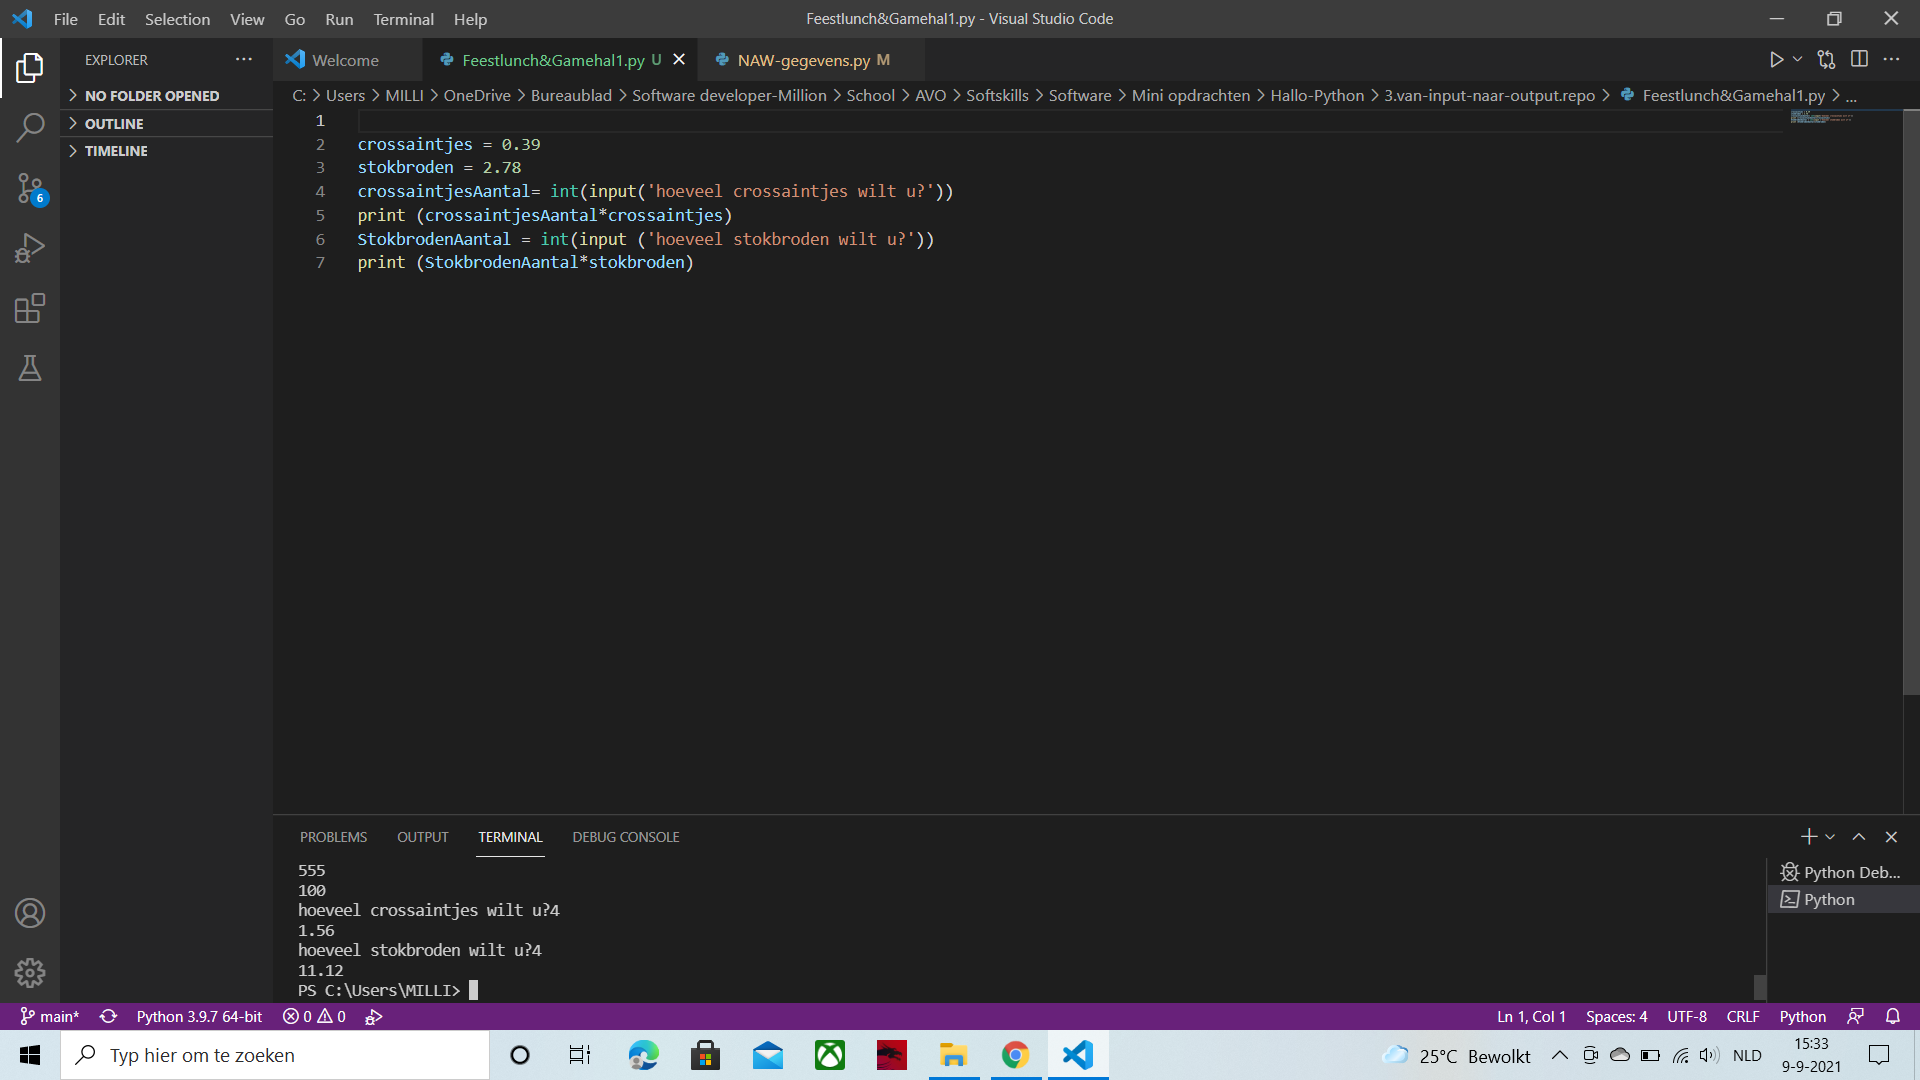 File Edit Selection View Go Run Terminal Help
Feestlunch&Gamehal1.py - Visual Studio Code
EXPLORER
Welcome
Feestlunch&Gamehal1.py U
NAW-gegevens.py M
NO FOLDER OPENED
OUTLINE
TIMELINE
6
C: > Users > MILLI > OneDrive > Bureaublad > Software developer-Million > School > AVO > Softskills > Software > Mini opdrachten > Hallo-Python > 3.van-input-naar-output.repo > Feestlunch&Gamehal1.py > ...
1
2 crossaintjes = 0.39
3 stokbroden = 2.78
4 crossaintjesAantal= int(input('hoeveel crossaintjes wilt u?'))
5 print (crossaintjesAantal*crossaintjes)
6 StokbrodenAantal = int(input ('hoeveel stokbroden wilt u?'))
7 print (StokbrodenAantal*stokbroden)
PROBLEMS OUTPUT TERMINAL DEBUG CONSOLE
555
100
hoeveel crossaintjes wilt u?4
1.56
hoeveel stokbroden wilt u?4
11.12
PS C:\Users\MILLI>
Python Deb...
Python
main* Python 3.9.7 64-bit 0 0
Ln 1, Col 1 Spaces: 4 UTF-8 CRLF Python
Typ hier om te zoeken
25°C Bewolkt
NLD
15:33
9-9-2021